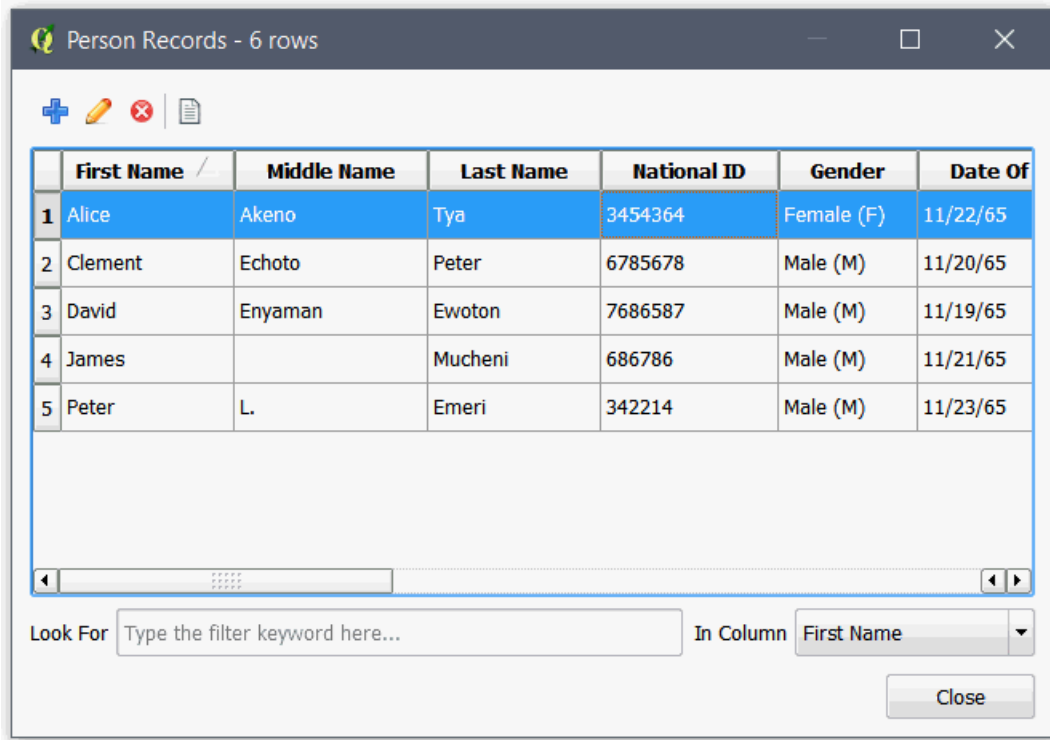 Person Records - 6 rows
First Name Middle Name Last Name National ID Gender Date Of
1 Alice Akeno Tya 3454364 Female (F) 11/22/65
2 Clement Echoto Peter 6785678 Male (M) 11/20/65
3 David Enyaman Ewoton 7686587 Male (M) 11/19/65
4 James Mucheni 686786 Male (M) 11/21/65
5 Peter L. Emeri 342214 Male (M) 11/23/65
Look For Type the filter keyword here... In Column First Name
Close